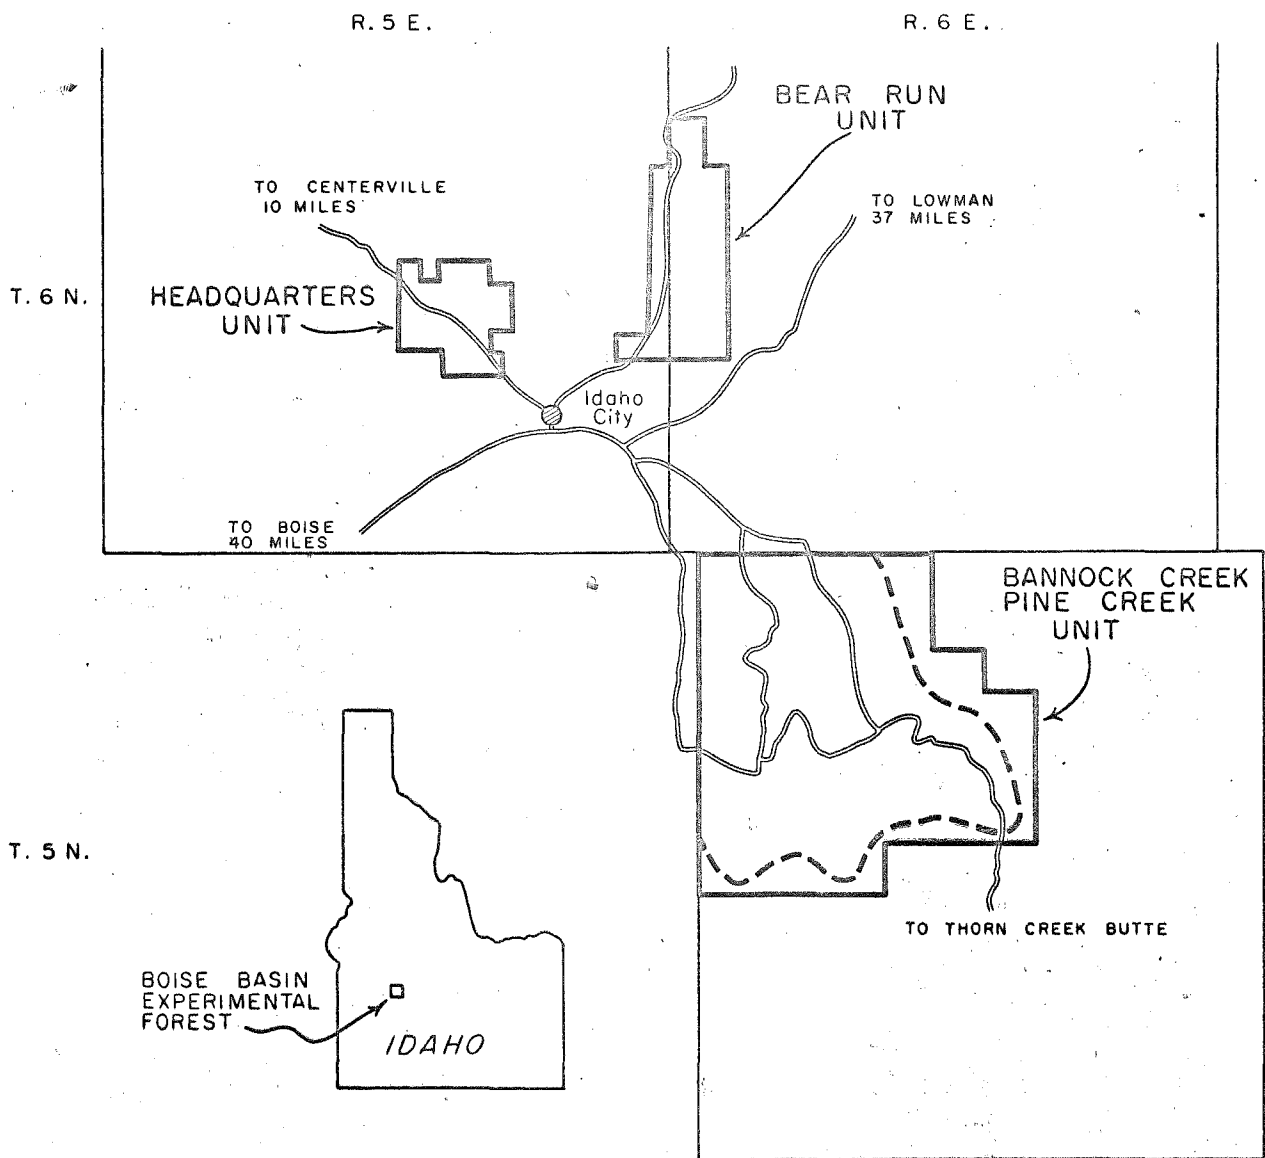 R. 5 E.
R. 6 E.
BEAR RUN
UNIT
TO CENTERVILLE
10 MILES
TO LOWMAN
37 MILES
T. 6 N.
HEADQUARTERS
UNIT
Idaho
City
TO BOISE
40 MILES
BANNOCK CREEK
PINE CREEK
UNIT
T. 5 N.
TO THORN CREEK BUTTE
BOISE BASIN
EXPERIMENTAL
FOREST
IDAHO